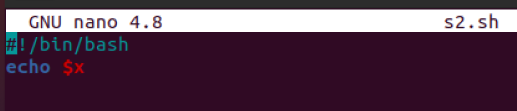 GNU nano 4.8 s2.sh
#!/bin/bash
echo $x